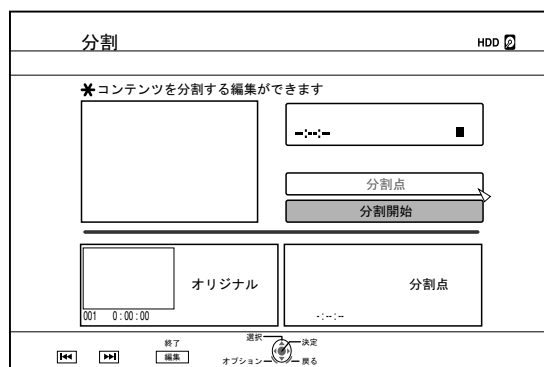 分割
HDD
✱コンテンツを分割する編集ができます
-:--:-- ■
分割点
分割開始
オリジナル
001 0:00:00
分割点
-:--:--
終了
編集
選択
決定
オプション
戻る